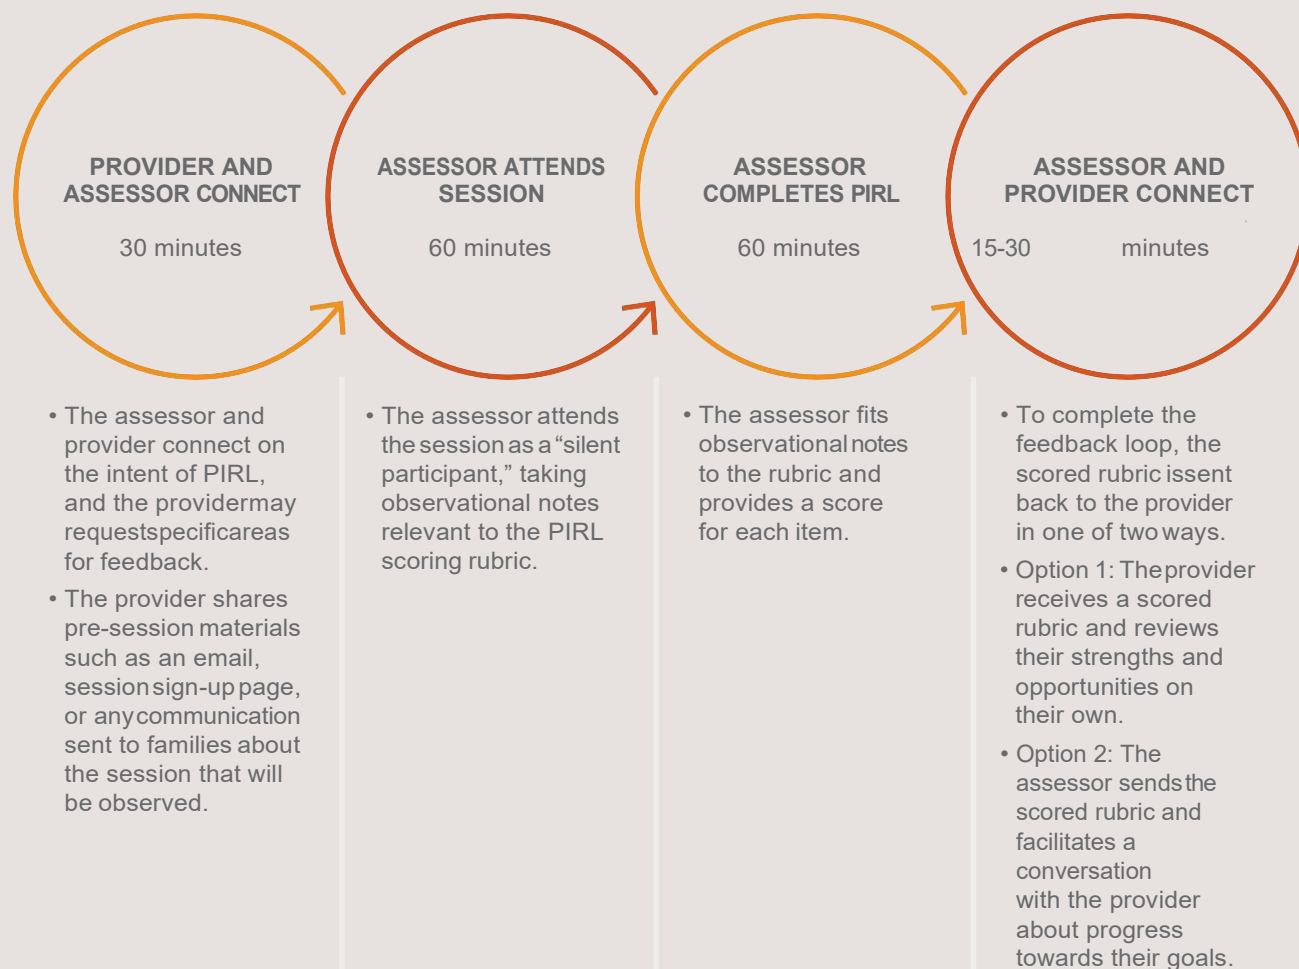 PROVIDER AND
ASSESSOR CONNECT
30 minutes
ASSESSOR ATTENDS
SESSION
60 minutes
ASSESSOR
COMPLETES PIRL
60 minutes
ASSESSOR AND
PROVIDER CONNECT
15-30 minutes
• The assessor and
provider connect on
the intent of PIRL,
and the providermay
requestspecificareas
for feedback.
• The provider shares
pre-session materials
such as an email,
session sign-up page,
or anycommunication
sent to families about
the session that will
be observed.
• The assessor attends
the session as a “silent
participant,” taking
observational notes
relevant to the PIRL
scoring rubric.
• The assessor fits
observational notes
to the rubric and
provides a score
for each item.
• To complete the
feedback loop, the
scored rubric issent
back to the provider
in one of two ways.
• Option 1: Theprovider
receives a scored
rubric and reviews
their strengths and
opportunities on
their own.
• Option 2: The
assessor sendsthe
scored rubric and
facilitates a
conversation
with the provider
about progress
towards their goals.